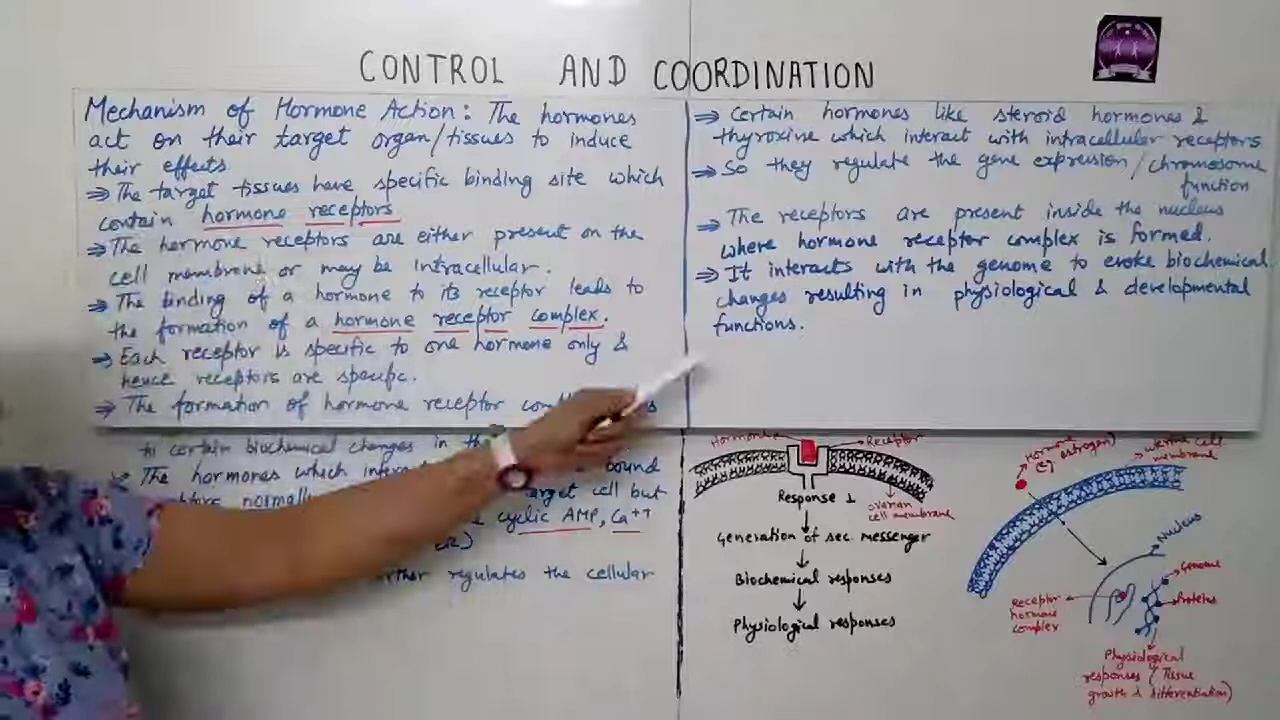 CONTROL AND COORDINATION
Mechanism of Hormone Action: The hormones
act on their target organ/tissues to induce
their effects
⇒ The target tissues have specific binding site which
contain hormone receptors
⇒ The hormone receptors are either present on the
cell membrane or may be intracellular.
⇒ The binding of a hormone to its receptor leads to
the formation of a hormone receptor complex.
⇒ Each receptor is specific to one hormone only &
hence receptors are specific.
⇒ The formation of hormone receptor
to certain biochemical changes in the
⇒ The hormones which bound
normally target cell but
cyclic AMP, Ca++
regulates the cellular
⇒ Certain hormones like steroid hormones &
thyroxine which interact with intracellular receptors
⇒ So they regulate the gene expression/chromosome
function
⇒ The receptors are present inside the nucleus
where hormone receptor complex is formed.
⇒ It interacts with the genome to evoke biochemical
changes resulting in physiological & developmental
functions.
Hormone
Receptor
ovarian
cell membrane
Response 1
Generation of sec. messenger
Biochemical responses
Physiological responses
Hormone
(eg estrogen)
uterine cell
membrane
Nucleus
Genome
Proteins
Receptor
hormone
complex
Physiological
responses (Tissue
growth & differentiation)